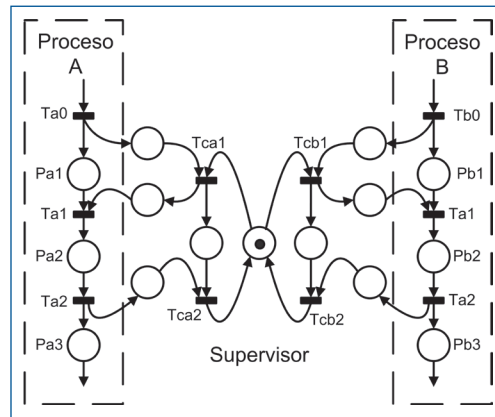 Proceso
A
Proceso
B
Ta0
Tca1
Tcb1
Tb0
Pa1
Pb1
Ta1
Ta1
Pa2
Pb2
Ta2
Ta2
Tca2
Tcb2
Pa3
Pb3
Supervisor